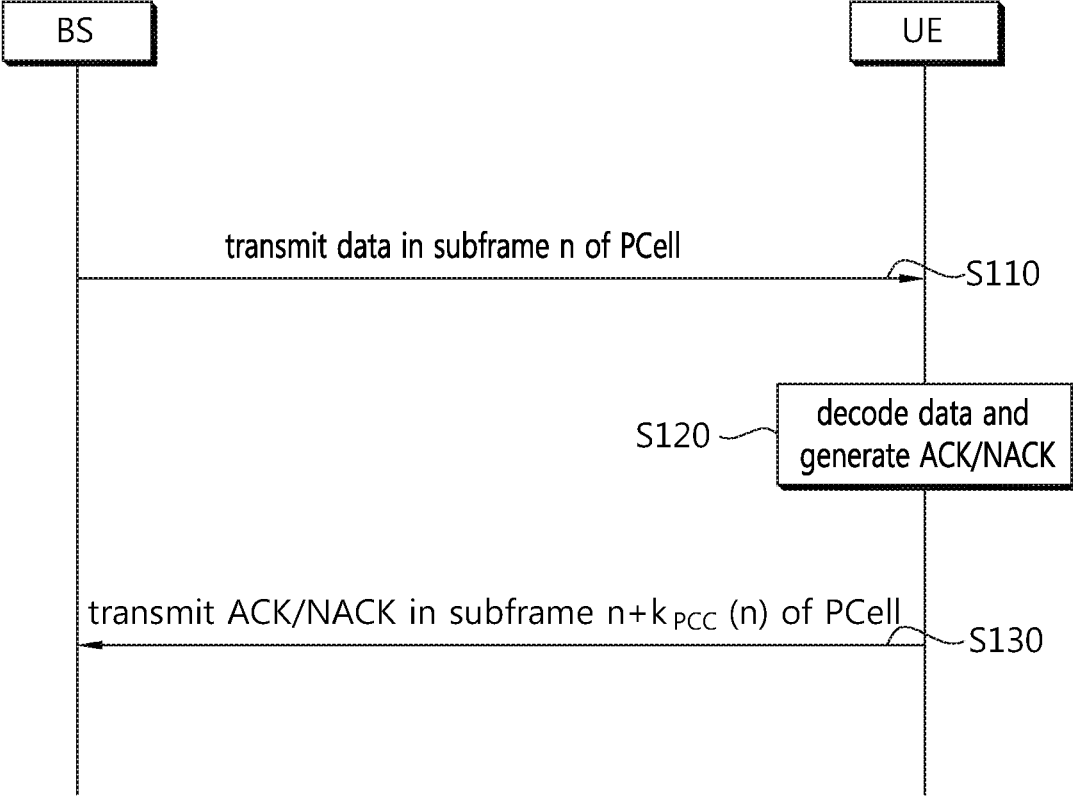 BS
UE
transmit data in subframe n of PCell
S110
decode data and
S120
generate ACK/NACK
transmit ACK/NACK in subframe n+k PCC (n) of PCell
S130